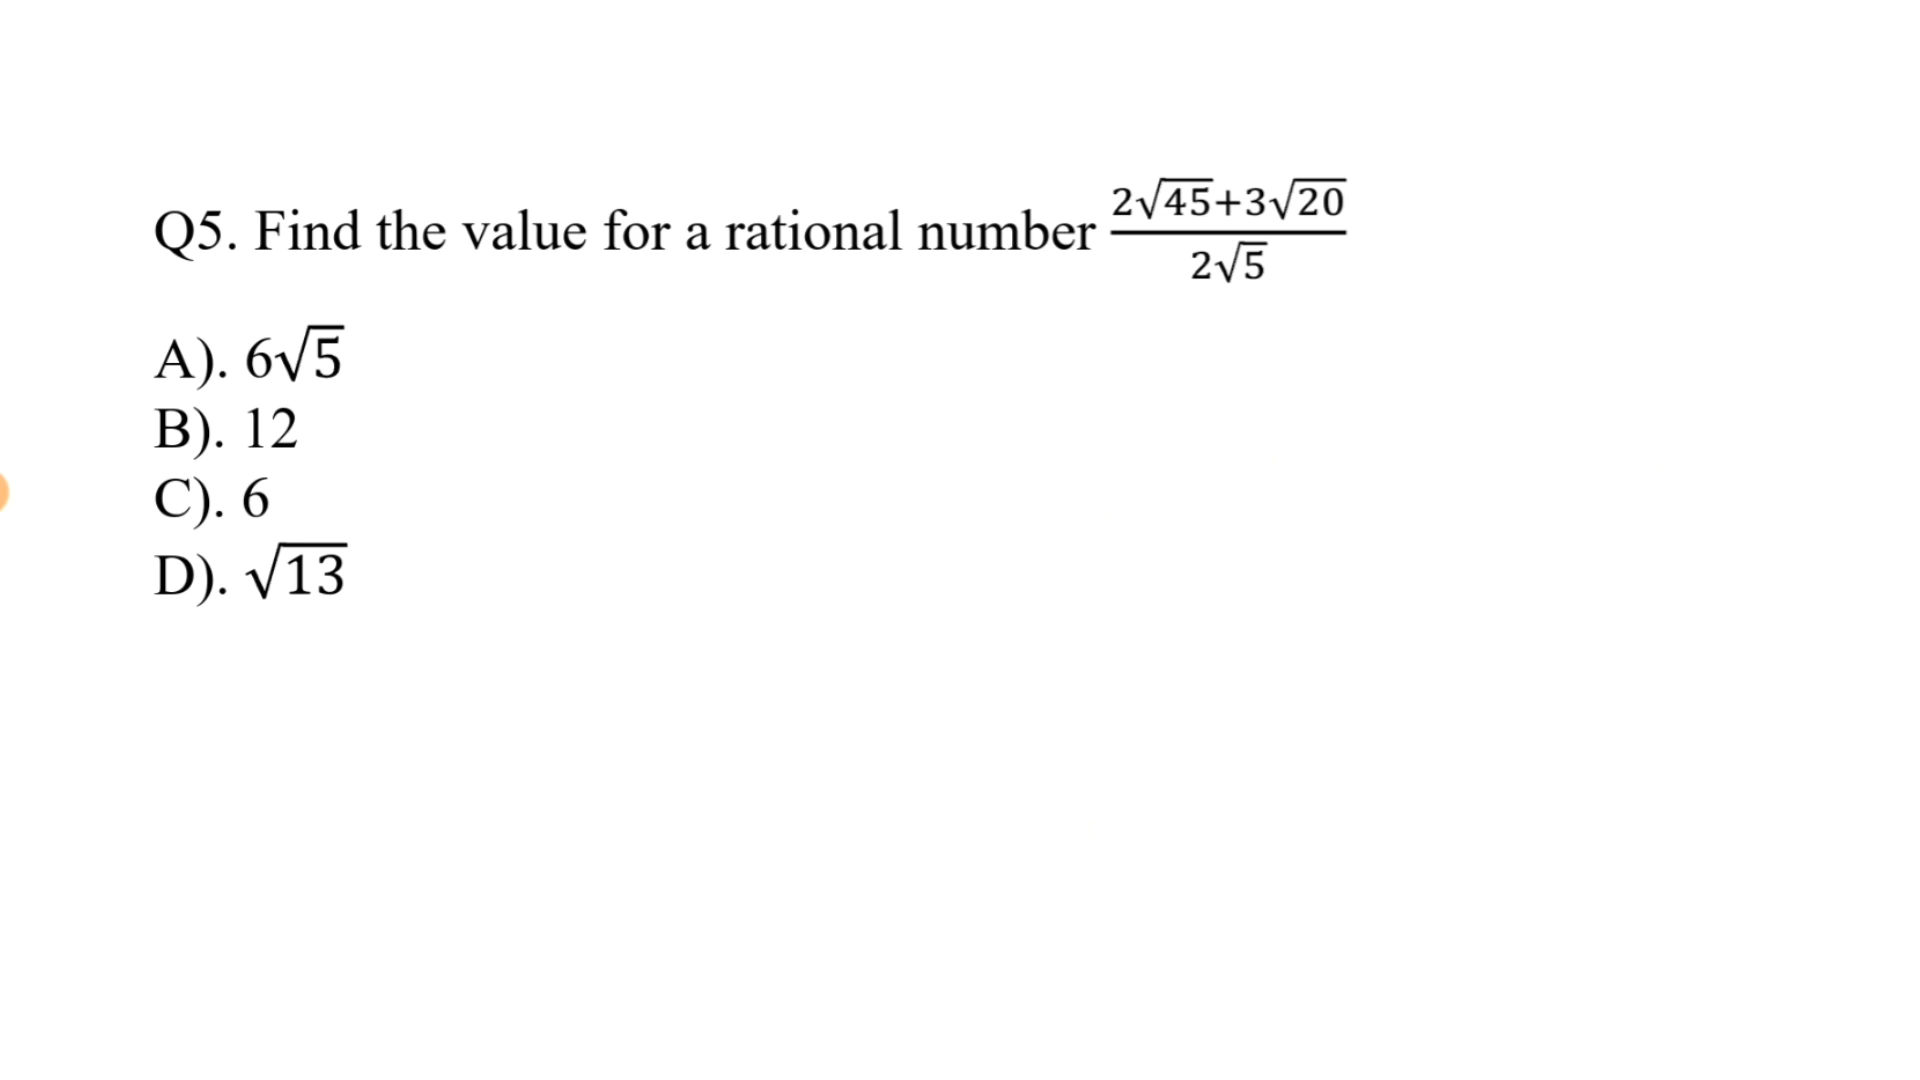 Q5. Find the value for a rational number (2√45+3√20)/(2√5)
A). 6√5
B). 12
C). 6
D). √13